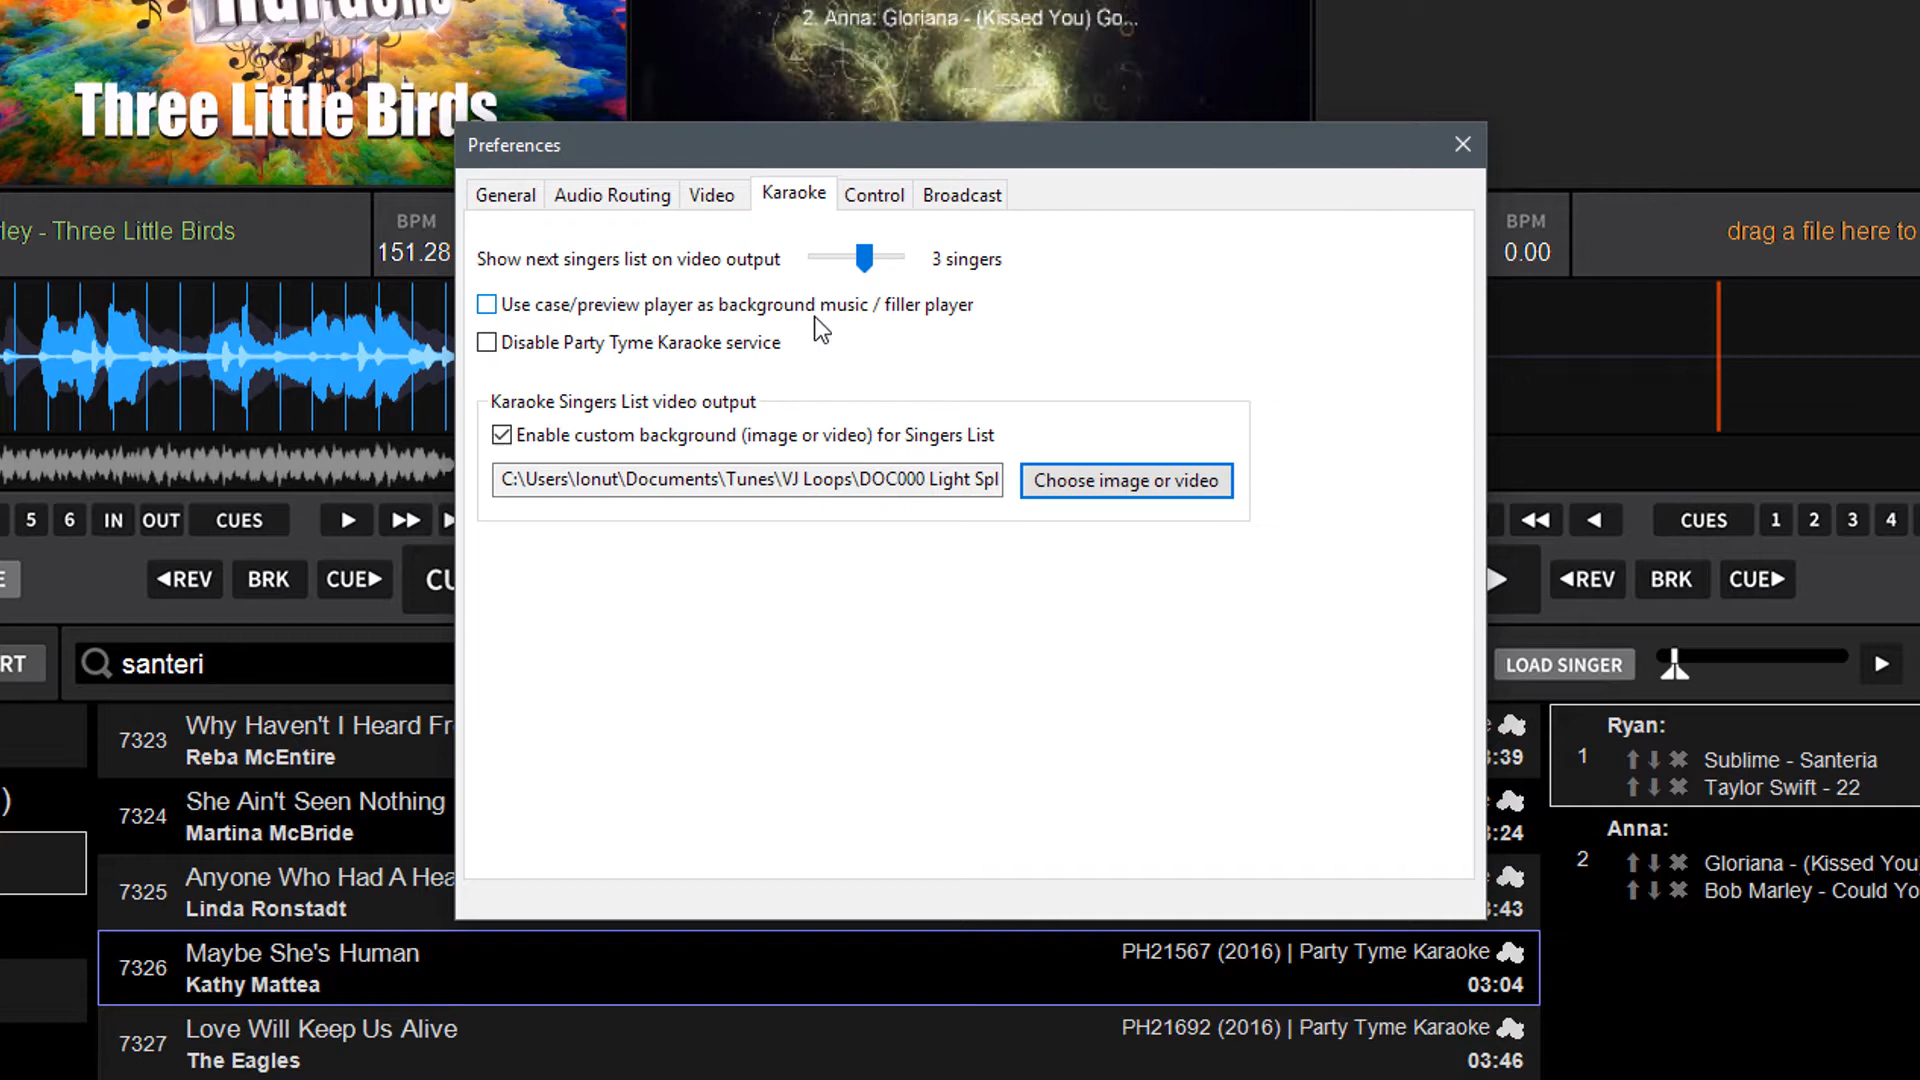 Karaoke
Three Little Birds
2. Anna: Gloriana - (Kissed You) Go...
Preferences
General Audio Routing Video Karaoke Control Broadcast
ley - Three Little Birds
BPM
151.28
BPM
0.00
drag a file here to
Show next singers list on video output 3 singers
Use case/preview player as background music / filler player
Disable Party Tyme Karaoke service
Karaoke Singers List video output
Enable custom background (image or video) for Singers List
C:\Users\Ionut\Documents\Tunes\VJ Loops\DOC000 Light Spl Choose image or video
5 6 IN OUT CUES
CUES 1 2 3 4
REV BRK CUE CU
REV BRK CUE
RT santeri
LOAD SINGER
7323 Why Haven't I Heard Fr
Reba McEntire :39
7324 She Ain't Seen Nothing
Martina McBride :24
7325 Anyone Who Had A Hea
Linda Ronstadt :43
7326 Maybe She's Human PH21567 (2016) | Party Tyme Karaoke
Kathy Mattea 03:04
7327 Love Will Keep Us Alive PH21692 (2016) | Party Tyme Karaoke
The Eagles 03:46
Ryan:
1 Sublime - Santeria
Taylor Swift - 22
Anna:
2 Gloriana - (Kissed You)
Bob Marley - Could Yo